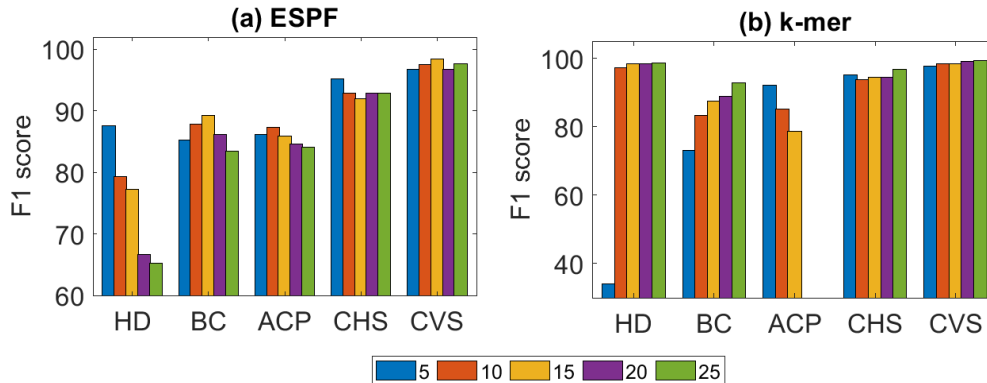 (a) ESPF
100
90
80
70
60
F1 score
HD BC ACP CHS CVS
(b) k-mer
100
80
60
40
F1 score
HD BC ACP CHS CVS
5 10 15 20 25